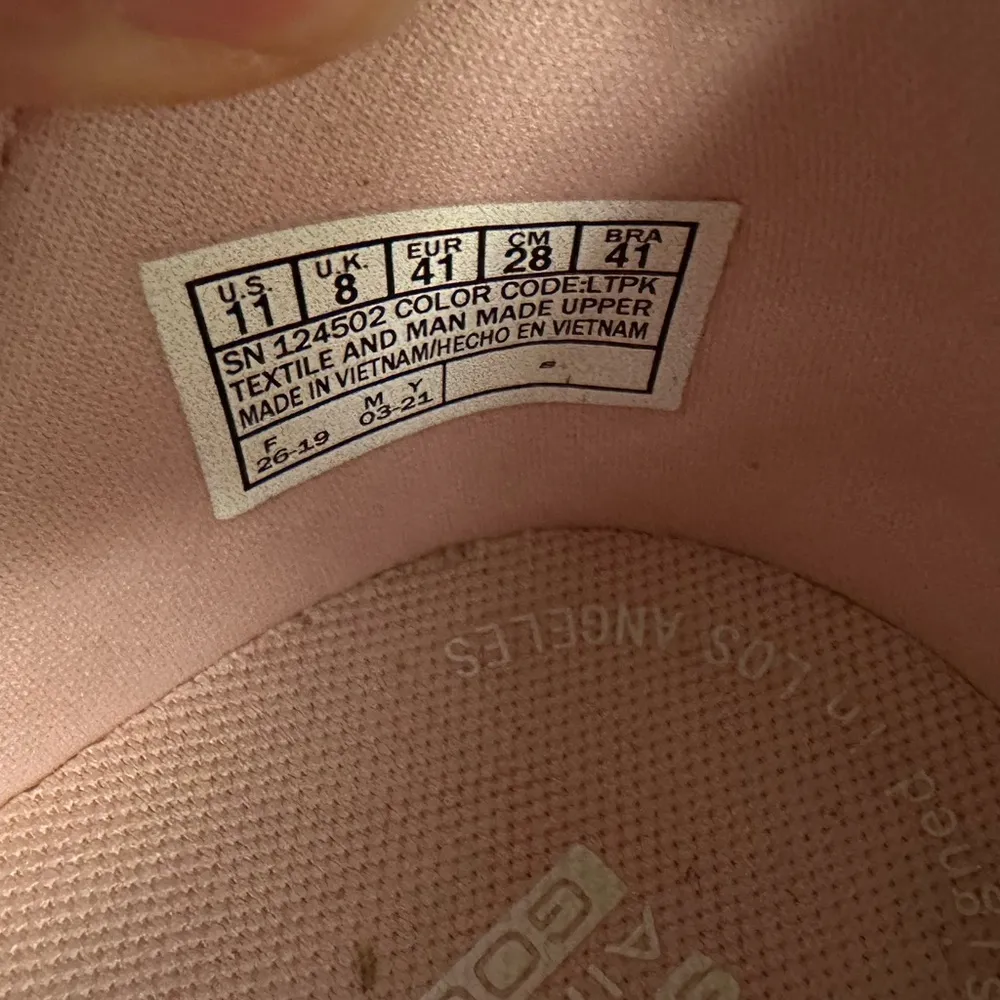 U.S. U.K. EUR CM BRA
11 8 41 28 41
SN 124502 COLOR CODE:LTPK
TEXTILE AND MAN MADE UPPER
MADE IN VIETNAM/HECHO EN VIETNAM
F M Y
26-19 03-21
in LOS ANGELES